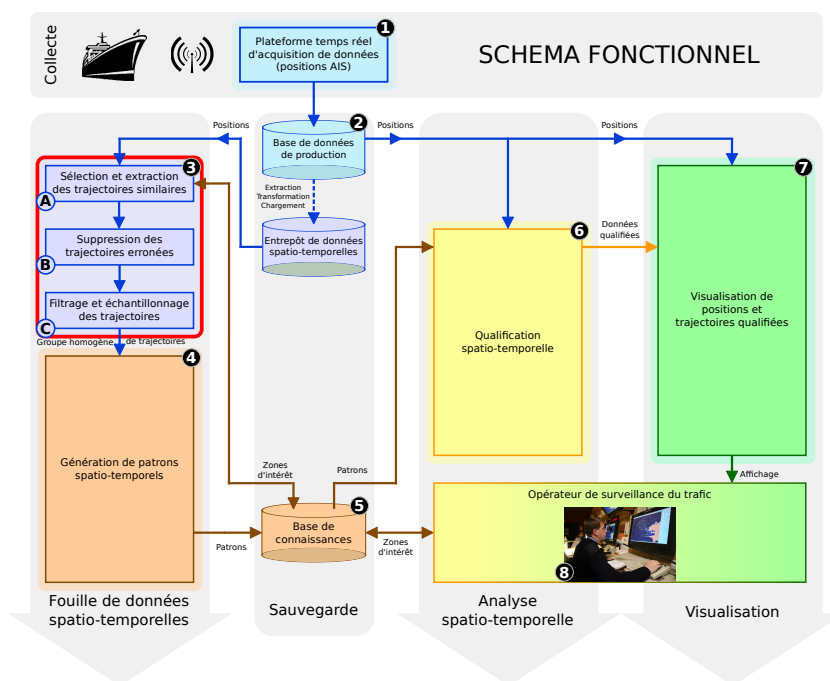 Collecte
1
Plateforme temps réel
d'acquisition de données
(positions AIS)
SCHEMA FONCTIONNEL
Positions
2
Base de données
de production
Positions
Positions
3
Sélection et extraction
des trajectoires similaires
A
Extraction
Transformation
Chargement
7
Suppression des
trajectoires erronées
B
Entrepôt de données
spatio-temporelles
6
Données
qualifiées
Filtrage et échantillonnage
des trajectoires
C
Visualisation de
positions et
trajectoires qualifiées
Groupe homogène de trajectoires
Qualification
spatio-temporelle
4
Génération de patrons
spatio-temporels
Zones
d'intérêt
Patrons
Affichage
5
Base de
connaissances
Patrons
Zones
d'intérêt
Opérateur de surveillance du trafic
8
Fouille de données
spatio-temporelles
Sauvegarde
Analyse
spatio-temporelle
Visualisation